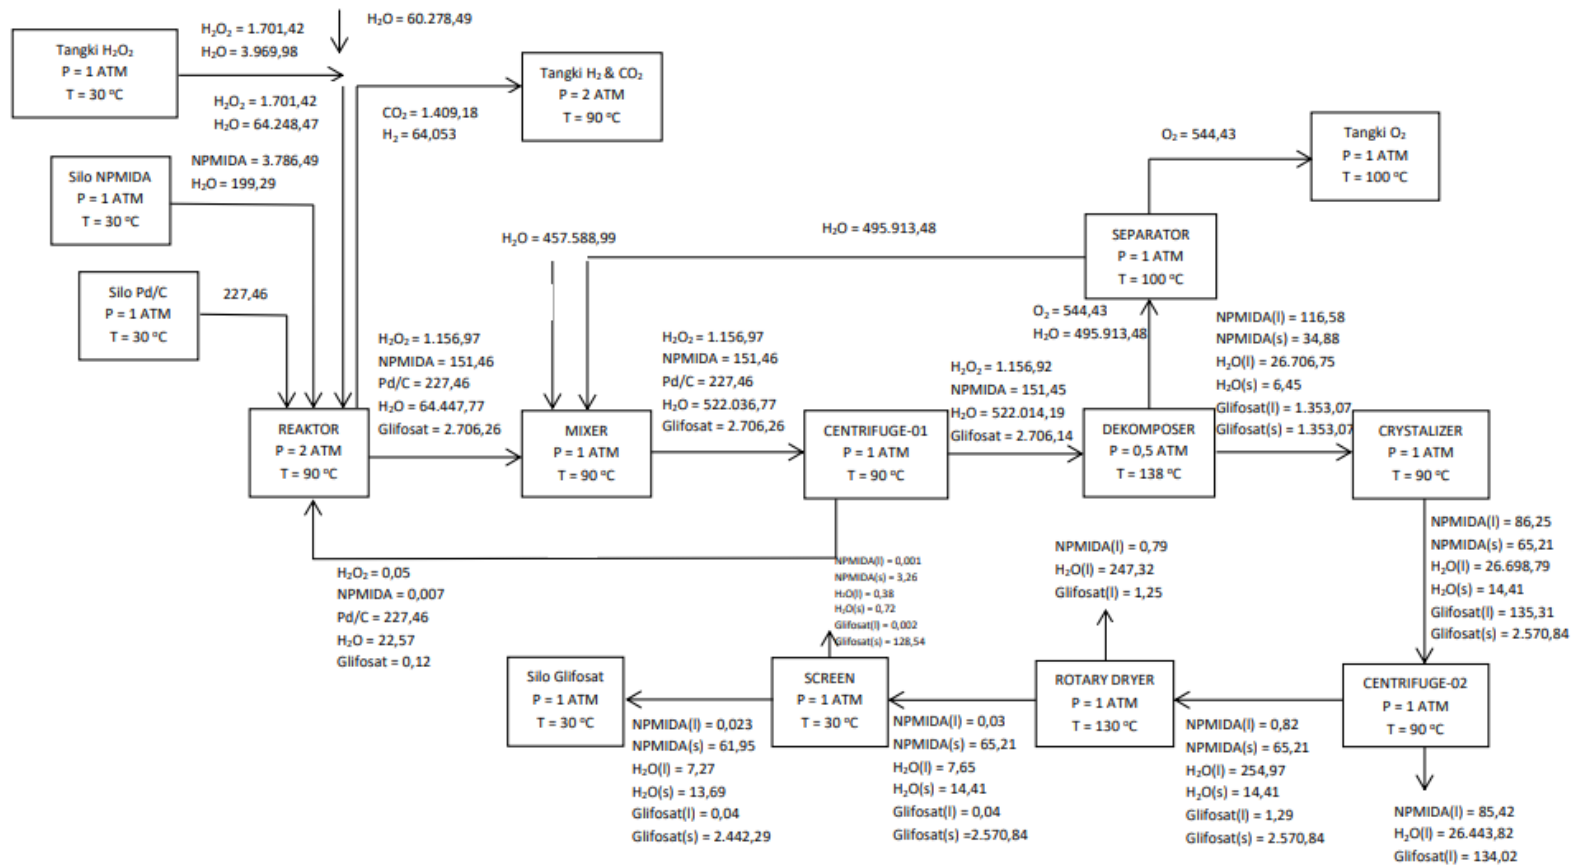 H₂O₂ = 1.701,42
H₂O = 3.969,98
H₂O = 60.278,49
Tangki H₂O₂
P = 1 ATM
T = 30 ºC
H₂O₂ = 1.701,42
H₂O = 64.248,47
CO₂ = 1.409,18
H₂ = 64,053
Tangki H₂ & CO₂
P = 2 ATM
T = 90 ºC
O₂ = 544,43
Tangki O₂
P = 1 ATM
T = 100 ºC
NPMIDA = 3.786,49
H₂O = 199,29
Silo NPMIDA
P = 1 ATM
T = 30 ºC
H₂O = 457.588,99
H₂O = 495.913,48
SEPARATOR
P = 1 ATM
T = 100 ºC
Silo Pd/C
P = 1 ATM
T = 30 ºC
227,46
O₂ = 544,43
H₂O = 495.913,48
H₂O₂ = 1.156,97
NPMIDA = 151,46
Pd/C = 227,46
H₂O = 64.447,77
Glifosat = 2.706,26
H₂O₂ = 1.156,97
NPMIDA = 151,46
Pd/C = 227,46
H₂O = 522.036,77
Glifosat = 2.706,26
H₂O₂ = 1.156,92
NPMIDA = 151,45
H₂O = 522.014,19
Glifosat = 2.706,14
NPMIDA(l) = 116,58
NPMIDA(s) = 34,88
H₂O(l) = 26.706,75
H₂O(s) = 6,45
Glifosat(l) = 1.353,07
Glifosat(s) = 1.353,07
REAKTOR
P = 2 ATM
T = 90 ºC
MIXER
P = 1 ATM
T = 90 ºC
CENTRIFUGE-01
P = 1 ATM
T = 90 ºC
DEKOMPOSER
P = 0,5 ATM
T = 138 ºC
CRYSTALIZER
P = 1 ATM
T = 90 ºC
H₂O₂ = 0,05
NPMIDA = 0,007
Pd/C = 227,46
H₂O = 22,57
Glifosat = 0,12
NPMIDA(l) = 0,001
NPMIDA(s) = 3,26
H₂O(l) = 0,38
H₂O(s) = 0,72
Glifosat(l) = 0,002
Glifosat(s) = 128,54
NPMIDA(l) = 0,79
H₂O(l) = 247,32
Glifosat(l) = 1,25
NPMIDA(l) = 86,25
NPMIDA(s) = 65,21
H₂O(l) = 26.698,79
H₂O(s) = 14,41
Glifosat(l) = 135,31
Glifosat(s) = 2.570,84
Silo Glifosat
P = 1 ATM
T = 30 ºC
SCREEN
P = 1 ATM
T = 30 ºC
ROTARY DRYER
P = 1 ATM
T = 130 ºC
CENTRIFUGE-02
P = 1 ATM
T = 90 ºC
NPMIDA(l) = 0,023
NPMIDA(s) = 61,95
H₂O(l) = 7,27
H₂O(s) = 13,69
Glifosat(l) = 0,04
Glifosat(s) = 2.442,29
NPMIDA(l) = 0,03
NPMIDA(s) = 65,21
H₂O(l) = 7,65
H₂O(s) = 14,41
Glifosat(l) = 0,04
Glifosat(s) =2.570,84
NPMIDA(l) = 0,82
NPMIDA(s) = 65,21
H₂O(l) = 254,97
H₂O(s) = 14,41
Glifosat(l) = 1,29
Glifosat(s) = 2.570,84
NPMIDA(l) = 85,42
H₂O(l) = 26.443,82
Glifosat(l) = 134,02